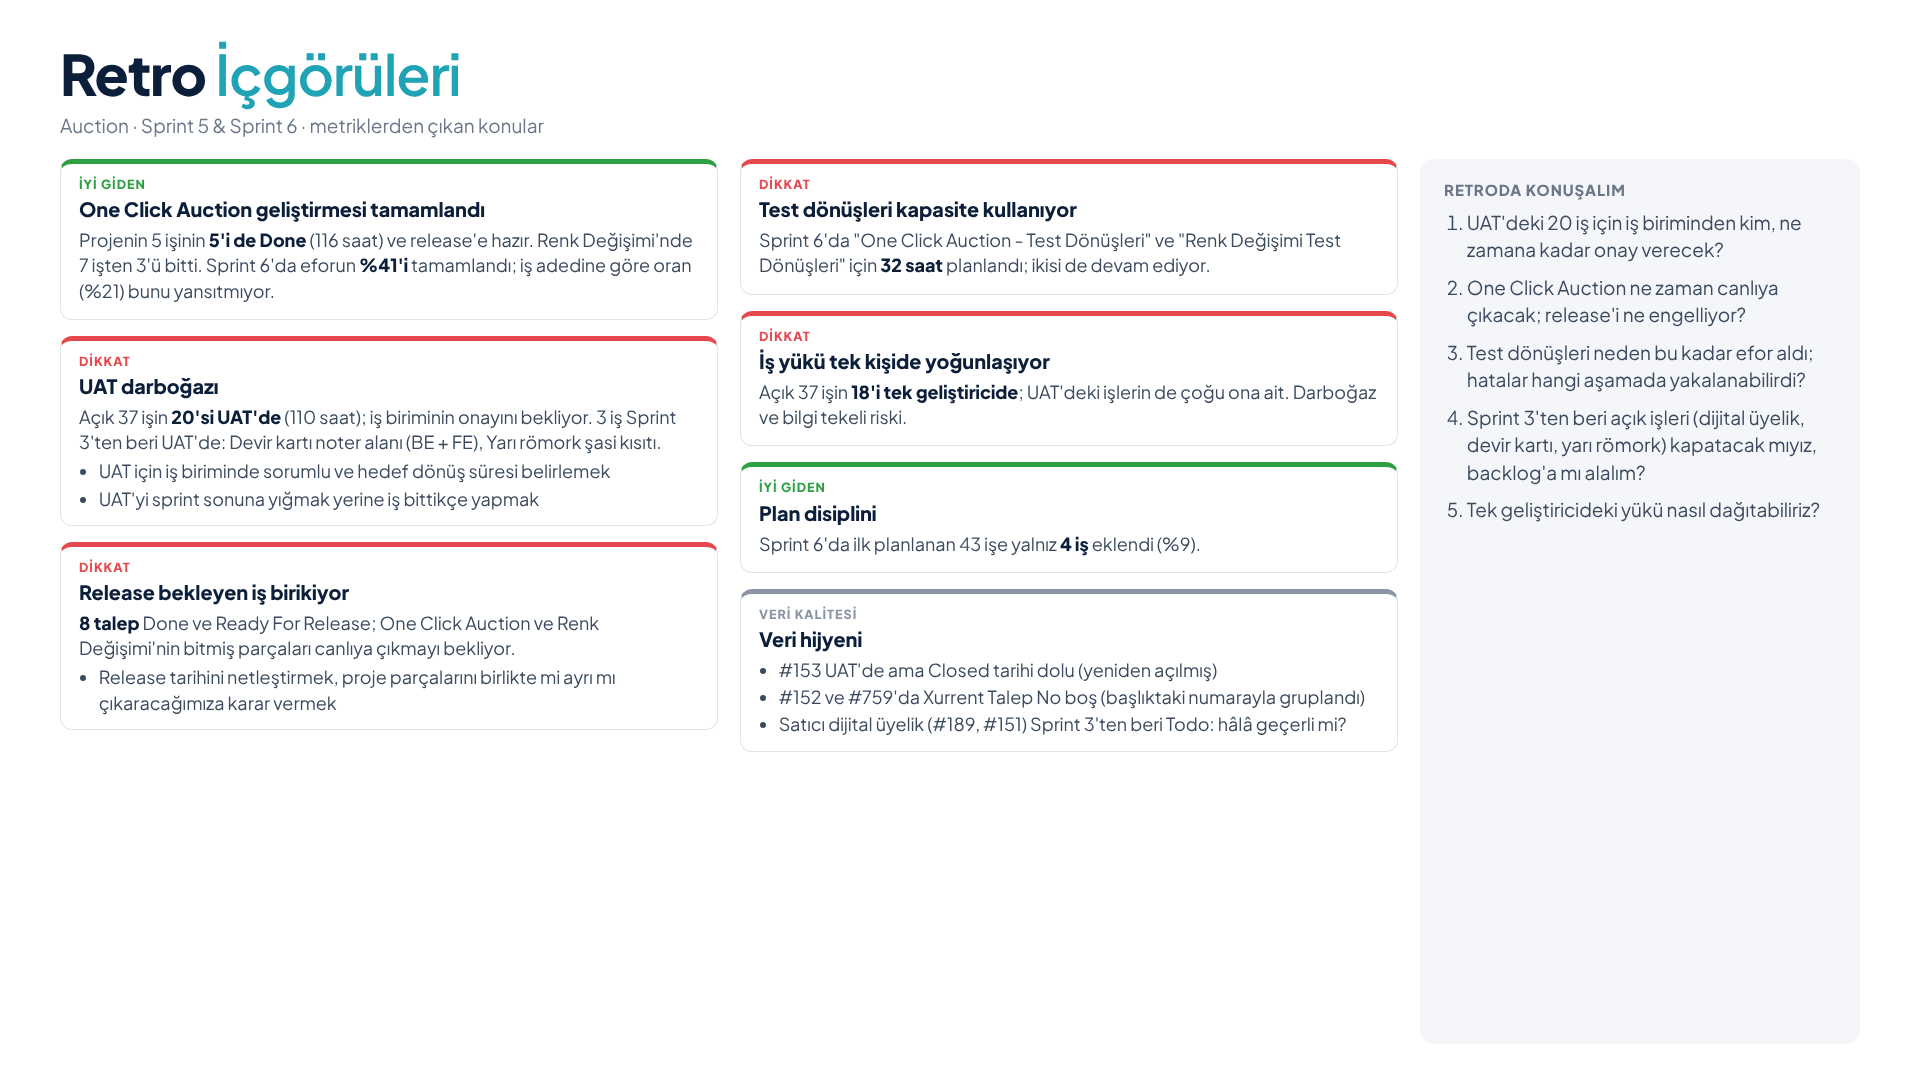 Retro İçgörüleri
Auction · Sprint 5 & Sprint 6 · metriklerden çıkan konular
İYİ GİDEN
One Click Auction geliştirmesi tamamlandı
Projenin 5 işinin 5'i de Done (116 saat) ve release'e hazır. Renk Değişimi'nde
7 işten 3'ü bitti. Sprint 6'da eforun %41'i tamamlandı; iş adedine göre oran
(%21) bunu yansıtmıyor.
DİKKAT
UAT darboğazı
Açık 37 işin 20'si UAT'de (110 saat); iş biriminin onayını bekliyor. 3 iş Sprint
3'ten beri UAT'de: Devir kartı noter alanı (BE + FE), Yarı römork şasi kısıtı.
• UAT için iş biriminde sorumlu ve hedef dönüş süresi belirlemek
• UAT'yi sprint sonuna yığmak yerine iş bittikçe yapmak
DİKKAT
Release bekleyen iş birikiyor
8 talep Done ve Ready For Release; One Click Auction ve Renk
Değişimi'nin bitmiş parçaları canlıya çıkmayı bekliyor.
• Release tarihini netleştirmek, proje parçalarını birlikte mi ayrı mı
çıkaracağımıza karar vermek
DİKKAT
Test dönüşleri kapasite kullanıyor
Sprint 6'da "One Click Auction - Test Dönüşleri" ve "Renk Değişimi Test
Dönüşleri" için 32 saat planlandı; ikisi de devam ediyor.
DİKKAT
İş yükü tek kişide yoğunlaşıyor
Açık 37 işin 18'i tek geliştiricide; UAT'deki işlerin de çoğu ona ait. Darboğaz
ve bilgi tekeli riski.
İYİ GİDEN
Plan disiplini
Sprint 6'da ilk planlanan 43 işe yalnız 4 iş eklendi (%9).
VERİ KALİTESİ
Veri hijyeni
• #153 UAT'de ama Closed tarihi dolu (yeniden açılmış)
• #152 ve #759'da Xurrent Talep No boş (başlıktaki numarayla gruplandı)
• Satıcı dijital üyelik (#189, #151) Sprint 3'ten beri Todo: hâlâ geçerli mi?
RETRODA KONUŞALIM
1. UAT'deki 20 iş için iş biriminden kim, ne
zamana kadar onay verecek?
2. One Click Auction ne zaman canlıya
çıkacak; release'i ne engelliyor?
3. Test dönüşleri neden bu kadar efor aldı;
hatalar hangi aşamada yakalanabilirdi?
4. Sprint 3'ten beri açık işleri (dijital üyelik,
devir kartı, yarı römork) kapatacak mıyız,
backlog'a mı alalım?
5. Tek geliştiricideki yükü nasıl dağıtabiliriz?